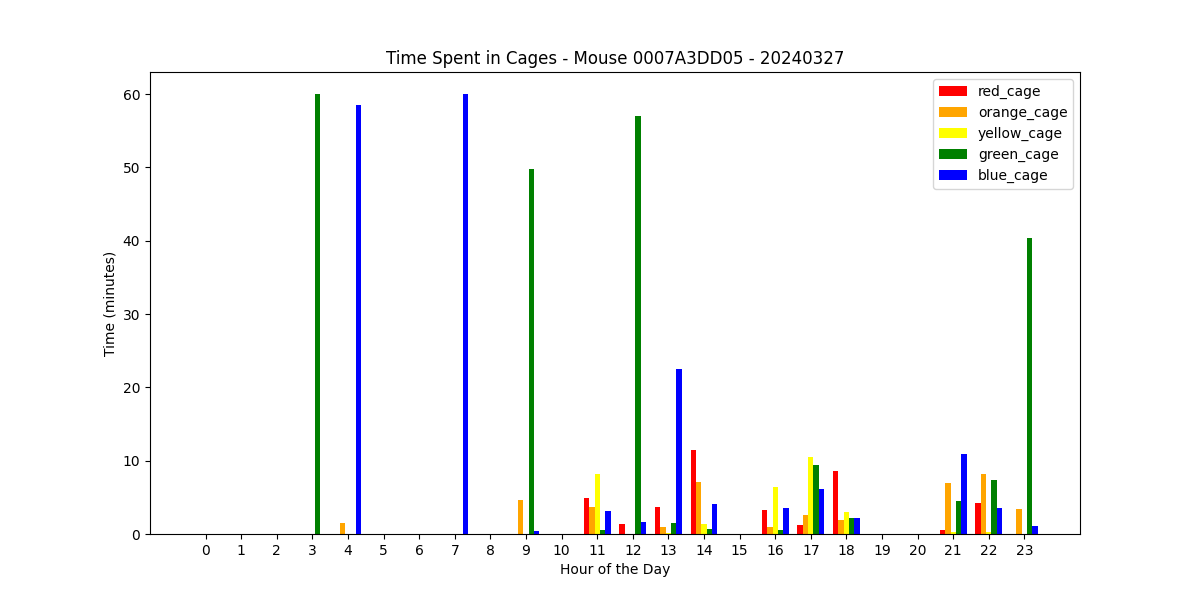 Time Spent in Cages - Mouse 0007A3DD05 - 20240327
red_cage
orange_cage
yellow_cage
green_cage
blue_cage
60
50
40
30
20
10
0
Time (minutes)
0 1 2 3 4 5 6 7 8 9 10 11 12 13 14 15 16 17 18 19 20 21 22 23
Hour of the Day